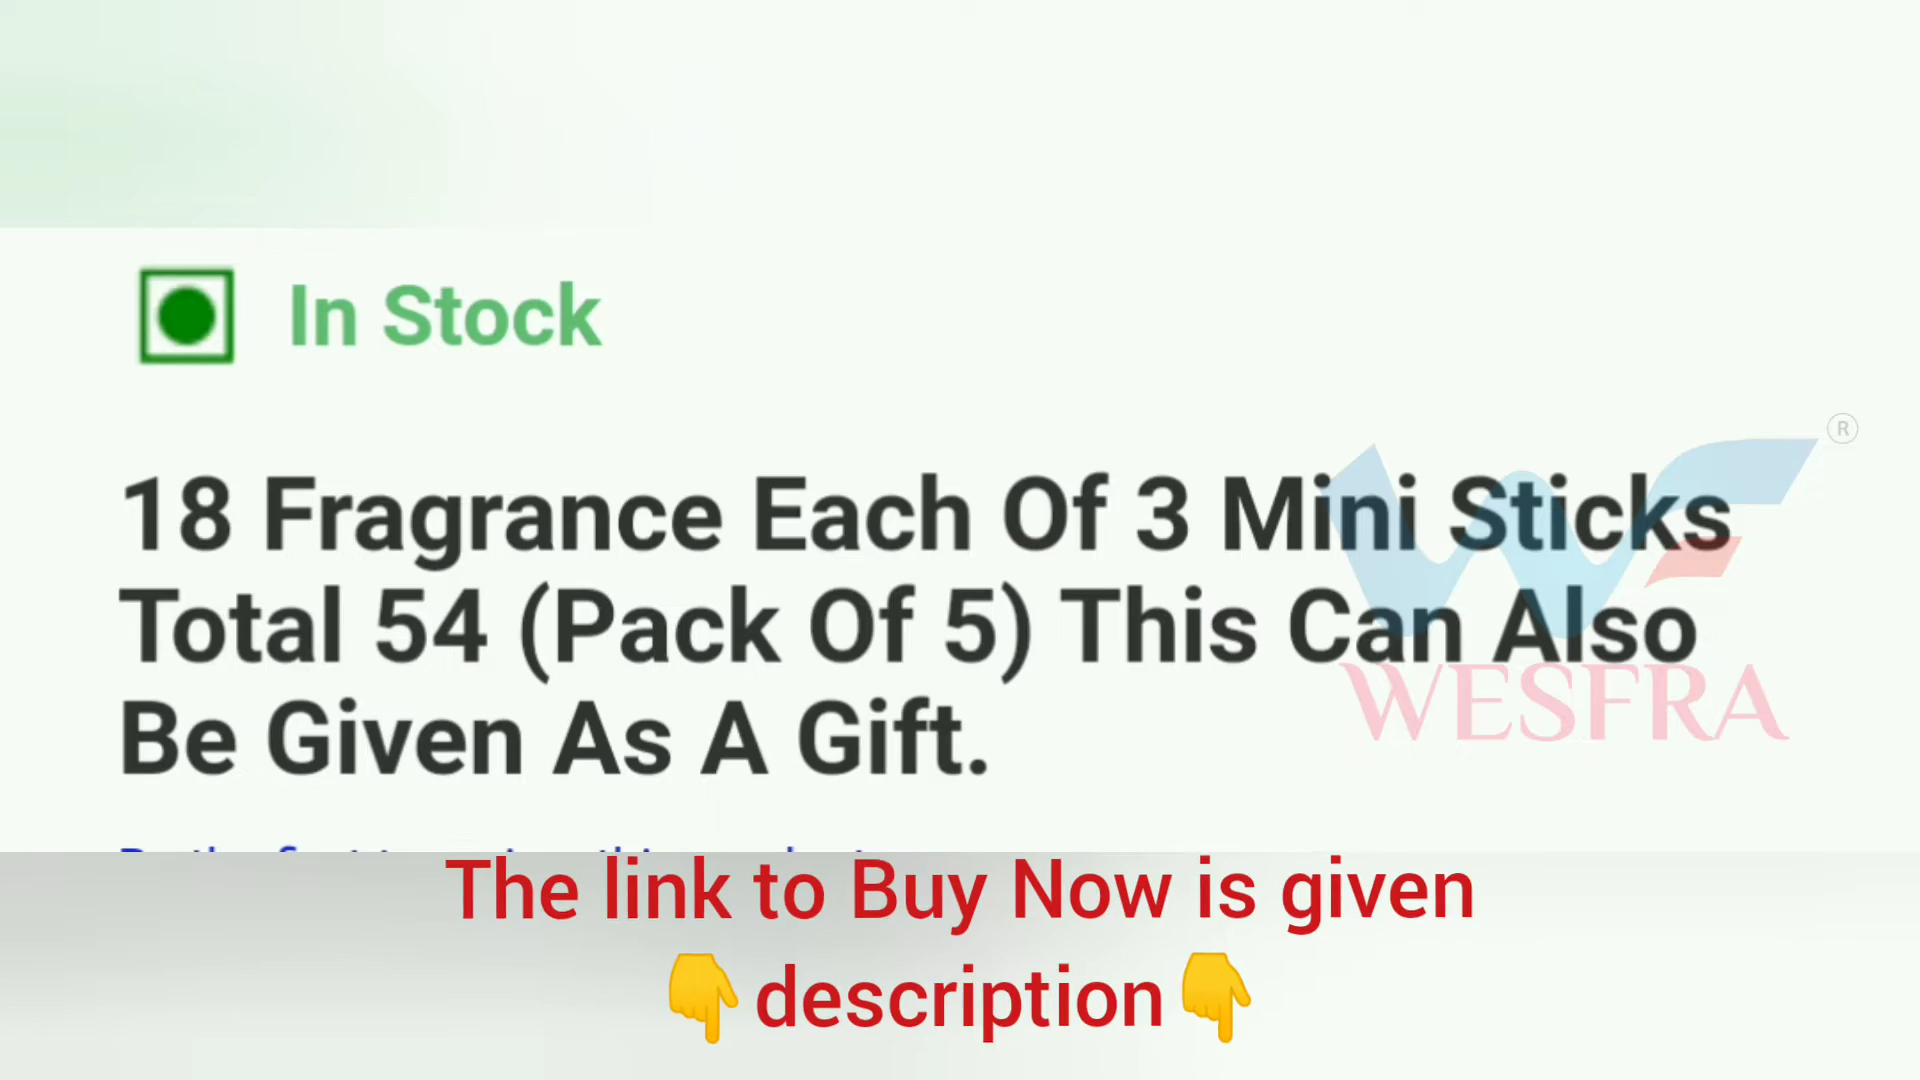 In Stock
®
18 Fragrance Each Of 3 Mini Sticks
Total 54 (Pack Of 5) This Can Also
Be Given As A Gift.
WESFRA
The link to Buy Now is given
👇description👇